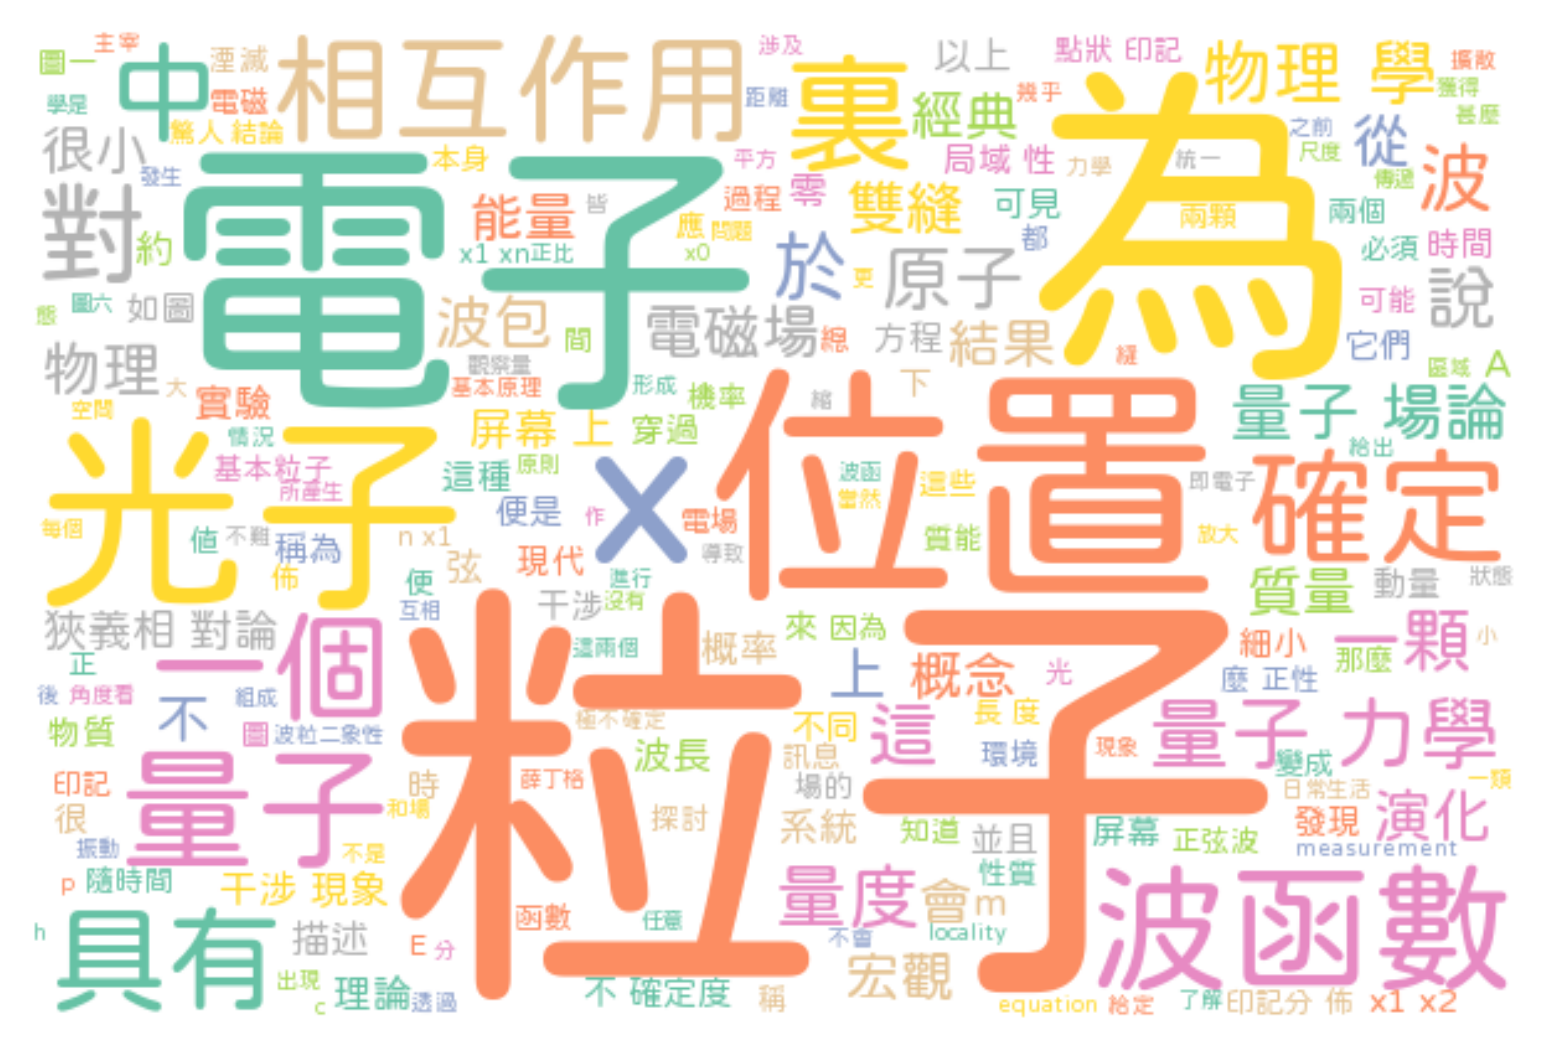 圖一 主宰 中 湮滅 相互作用 涉及 裏 以上 點狀 印記 物理 學 擴散
學是 電磁 距離 經典 幾乎 為 獲得
驚人 結論 之前 從 甚麼
很小 本身 平方 局域 性 力學 統一 尺度 波
發生 電子 能量 皆 過程 零 雙縫 可見 兩顆 兩個 傳遞
對 約 x1 xn 正比 應 問題 x0 於 更 原子 都 必須 時間
態 圖六 如圖 波包 間 電磁場 總 方程 結果 可能 說
物理 大 觀察量 縫 它們 區域 A
空間 實驗 基本原理 形成 機率 縮 下 位置 量子 場論
光子 情況 屏幕 上 穿過 給出
基本粒子 這種 原則 x 波函 這些 即電子 確定
所產生 便是 作 電場 當然
每個 值 不難 稱為 n x1 弦 現代 導致 質能 放大
佈 便 進行 質量 動量 狀態
狹義相 對論 一個 互相 干涉 沒有 粒子 來 因為 細小 一顆 小
正 這兩個 概率 上 概念 光 那麼
後 角度看 組成 麼 正性
物質 不 圖 波粒二象性 極不確定 不同 這 長 度 量子 力學
印記 量子 時 薛丁格 波長 訊息 環境 現象 變成 一類
很 和場 探討 場的 日常生活
振動 不是 系統 知道 並且 屏幕 正弦波 發現 演化
p 隨時間 干涉 現象 量度 性質 measurement
h 具有 描述 函數 任意 會 m 波函數
E 分 不會 locality
出現 c 理論 透過 不 確定度 稱 宏觀 equation 給定 了解 印記分 佈 x1 x2